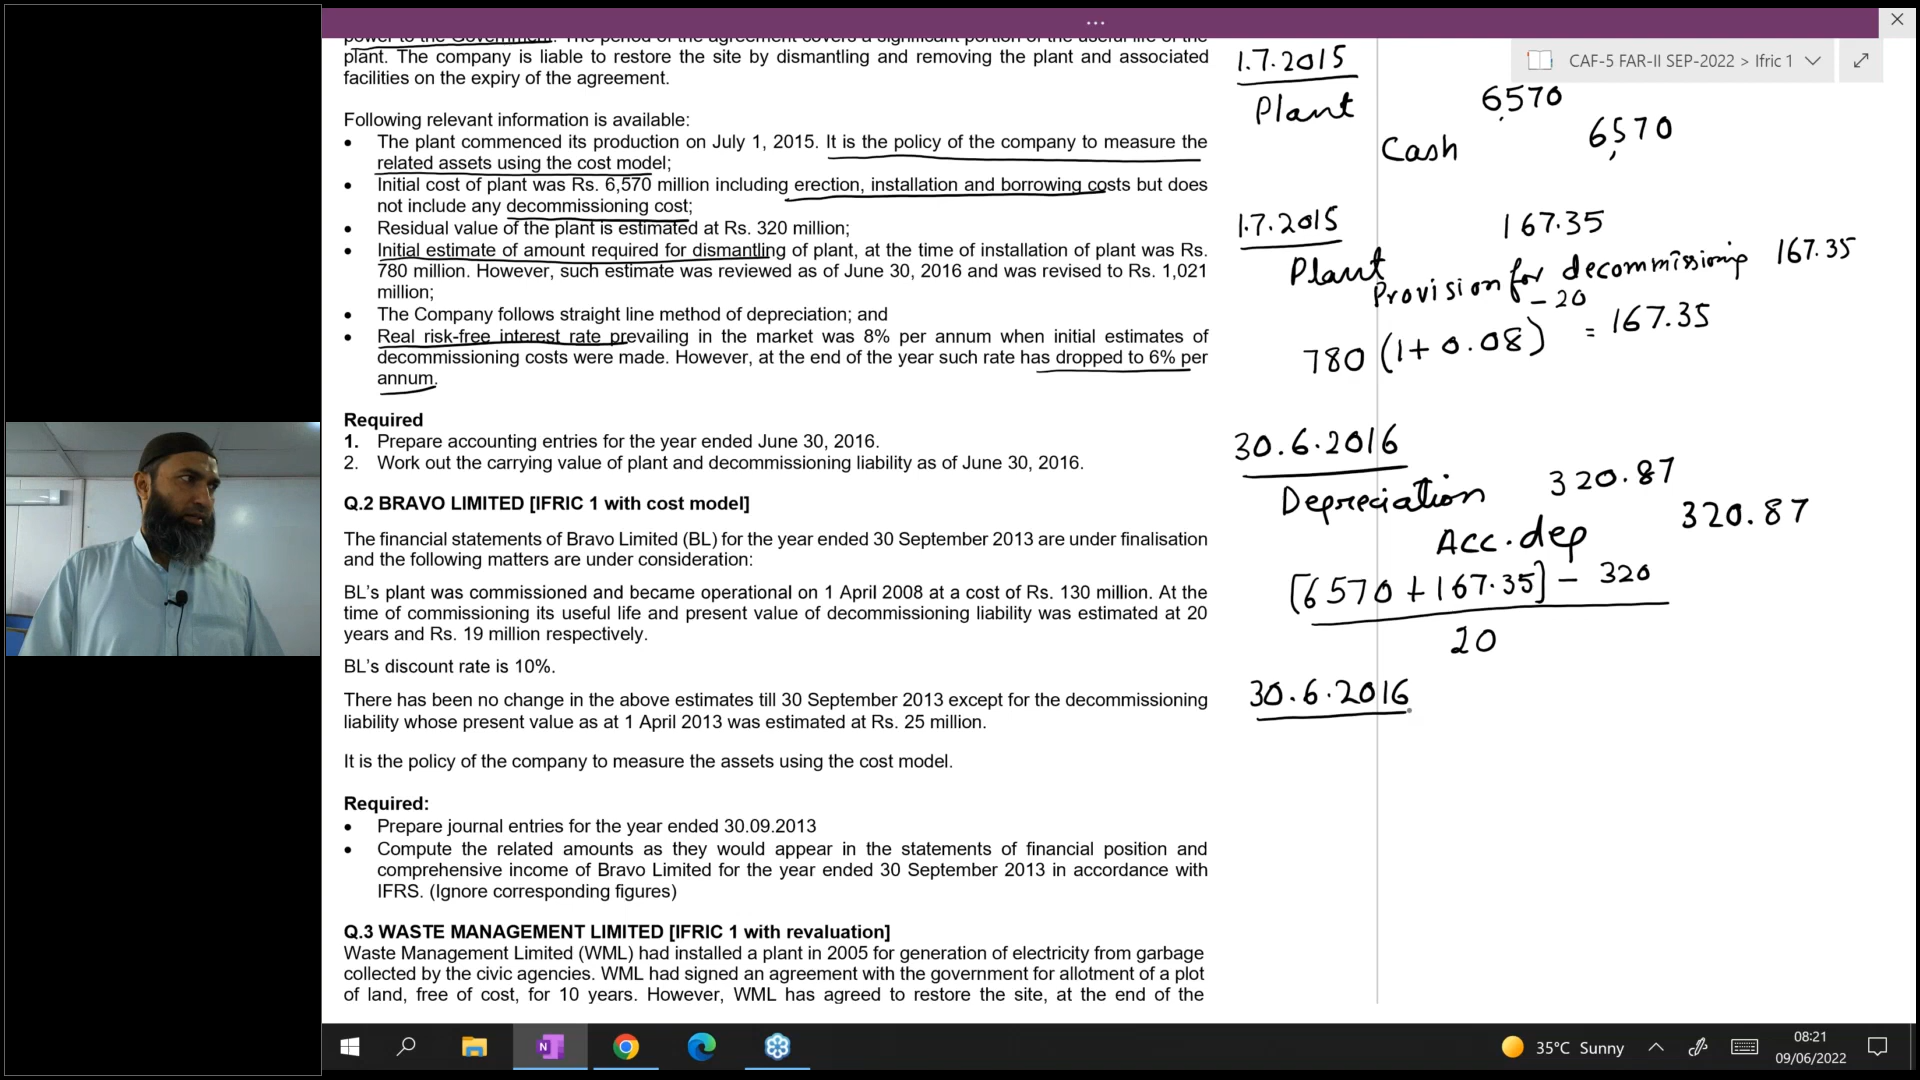 power to the Government. The period of the agreement covers a significant portion of the useful life of the
plant. The company is liable to restore the site by dismantling and removing the plant and associated
facilities on the expiry of the agreement.
Following relevant information is available:
• The plant commenced its production on July 1, 2015. It is the policy of the company to measure the
related assets using the cost model;
• Initial cost of plant was Rs. 6,570 million including erection, installation and borrowing costs but does
not include any decommissioning cost;
• Residual value of the plant is estimated at Rs. 320 million;
• Initial estimate of amount required for dismantling of plant, at the time of installation of plant was Rs.
780 million. However, such estimate was reviewed as of June 30, 2016 and was revised to Rs. 1,021
million;
• The Company follows straight line method of depreciation; and
• Real risk-free interest rate prevailing in the market was 8% per annum when initial estimates of
decommissioning costs were made. However, at the end of the year such rate has dropped to 6% per
annum.
Required
1. Prepare accounting entries for the year ended June 30, 2016.
2. Work out the carrying value of plant and decommissioning liability as of June 30, 2016.
Q.2 BRAVO LIMITED [IFRIC 1 with cost model]
The financial statements of Bravo Limited (BL) for the year ended 30 September 2013 are under finalisation
and the following matters are under consideration:
BL's plant was commissioned and became operational on 1 April 2008 at a cost of Rs. 130 million. At the
time of commissioning its useful life and present value of decommissioning liability was estimated at 20
years and Rs. 19 million respectively.
BL's discount rate is 10%.
There has been no change in the above estimates till 30 September 2013 except for the decommissioning
liability whose present value as at 1 April 2013 was estimated at Rs. 25 million.
It is the policy of the company to measure the assets using the cost model.
Required:
• Prepare journal entries for the year ended 30.09.2013
• Compute the related amounts as they would appear in the statements of financial position and
comprehensive income of Bravo Limited for the year ended 30 September 2013 in accordance with
IFRS. (Ignore corresponding figures)
Q.3 WASTE MANAGEMENT LIMITED [IFRIC 1 with revaluation]
Waste Management Limited (WML) had installed a plant in 2005 for generation of electricity from garbage
collected by the civic agencies. WML had signed an agreement with the government for allotment of a plot
of land, free of cost, for 10 years. However, WML has agreed to restore the site, at the end of the
CAF-5 FAR-II SEP-2022 > Ifric 1
1.7.2015
Plant 6,570
Cash 6,570
1.7.2015
Plant 167.35
Provision for decommissioning 167.35
780 (1+0.08) -20 = 167.35
30.6.2016
Depreciation 320.87
Acc.dep 320.87
[6570+167.35] - 320
20
30.6.2016
35°C Sunny
08:21
09/06/2022